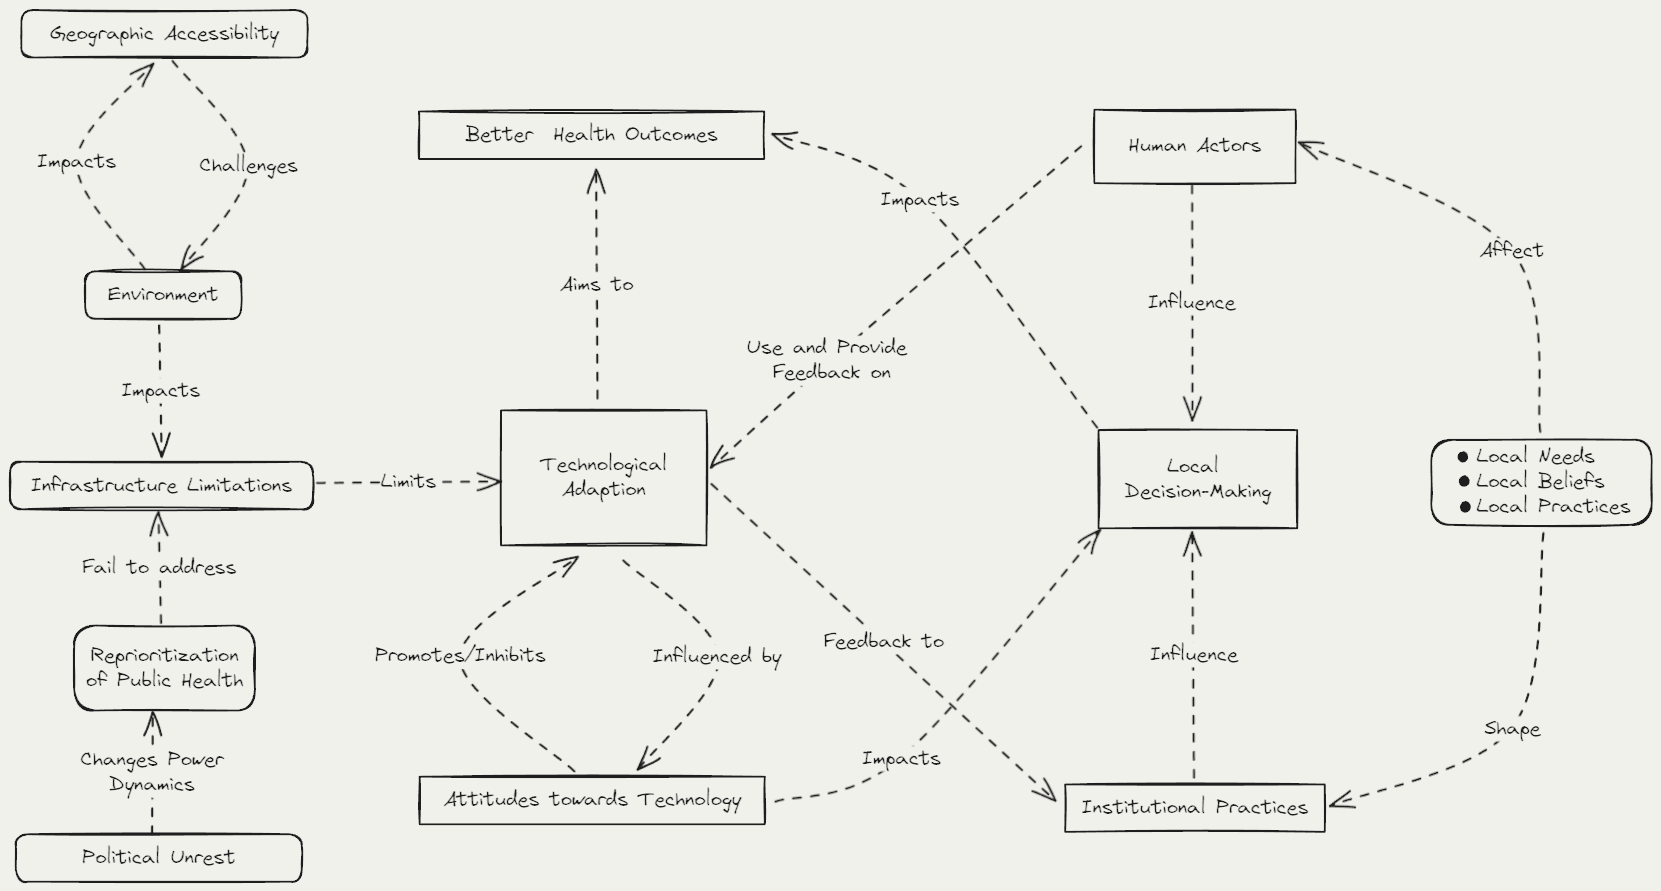 Geographic Accessibility
Impacts
Challenges
Environment
Impacts
Infrastructure Limitations
Fail to address
Reprioritization
of Public Health
Changes Power
Dynamics
Political Unrest
Limits
Better Health Outcomes
Aims to
Technological
Adaption
Promotes/Inhibits
Influenced by
Attitudes towards Technology
Impacts
Use and Provide
Feedback on
Feedback to
Impacts
Human Actors
Influence
Local
Decision-Making
Influence
Institutional Practices
Affect
● Local Needs
● Local Beliefs
● Local Practices
Shape